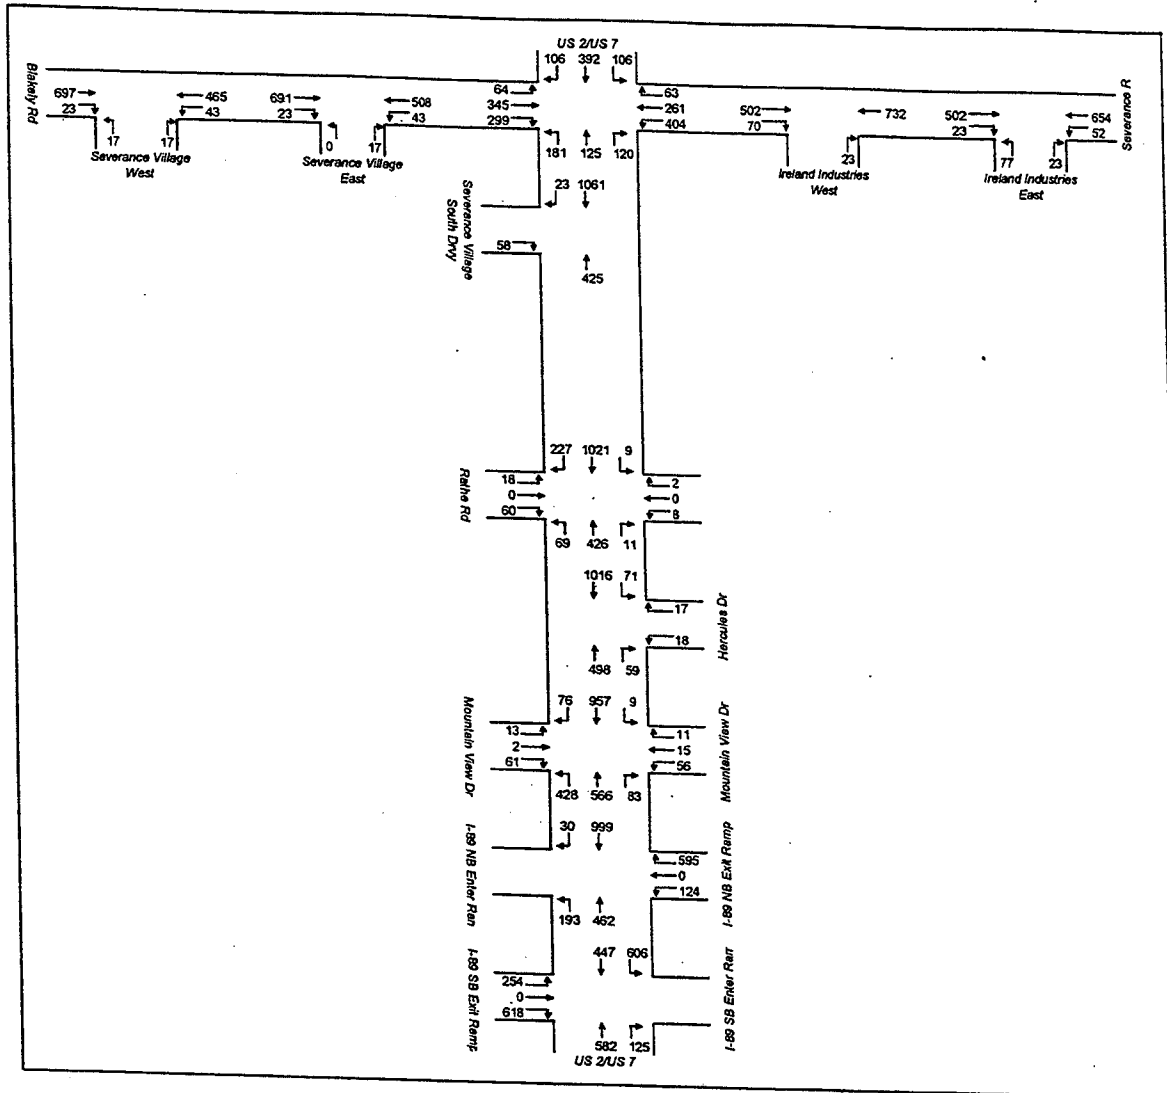 US 2/US 7
106 392 106
Blakely Rd
697
23
17
465
43
17
Severance Village
West
691
23
0
508
43
17
Severance Village
East
64
345
299
63
261
404
181 125 120
502
70
732
23
Ireland Industries
West
502
23
77
654
52
23
Ireland Industries
East
Severance R
23 1061
Severance Village
South Drvy
58
425
227 1021 9
Rathe Rd
18
0
60
2
0
8
69 426 11
1016 71
17
18
Hercules Dr
498 59
76 957 9
Mountain View Dr
13
2
61
11
15
56
Mountain View Dr
428 566 83
30 999
I-89 NB Enter Ran
595
0
124
I-89 NB Exit Ramp
193 462
447 606
I-89 SB Exit Ramp
254
0
618
I-89 SB Enter Ran
582 125
US 2/US 7